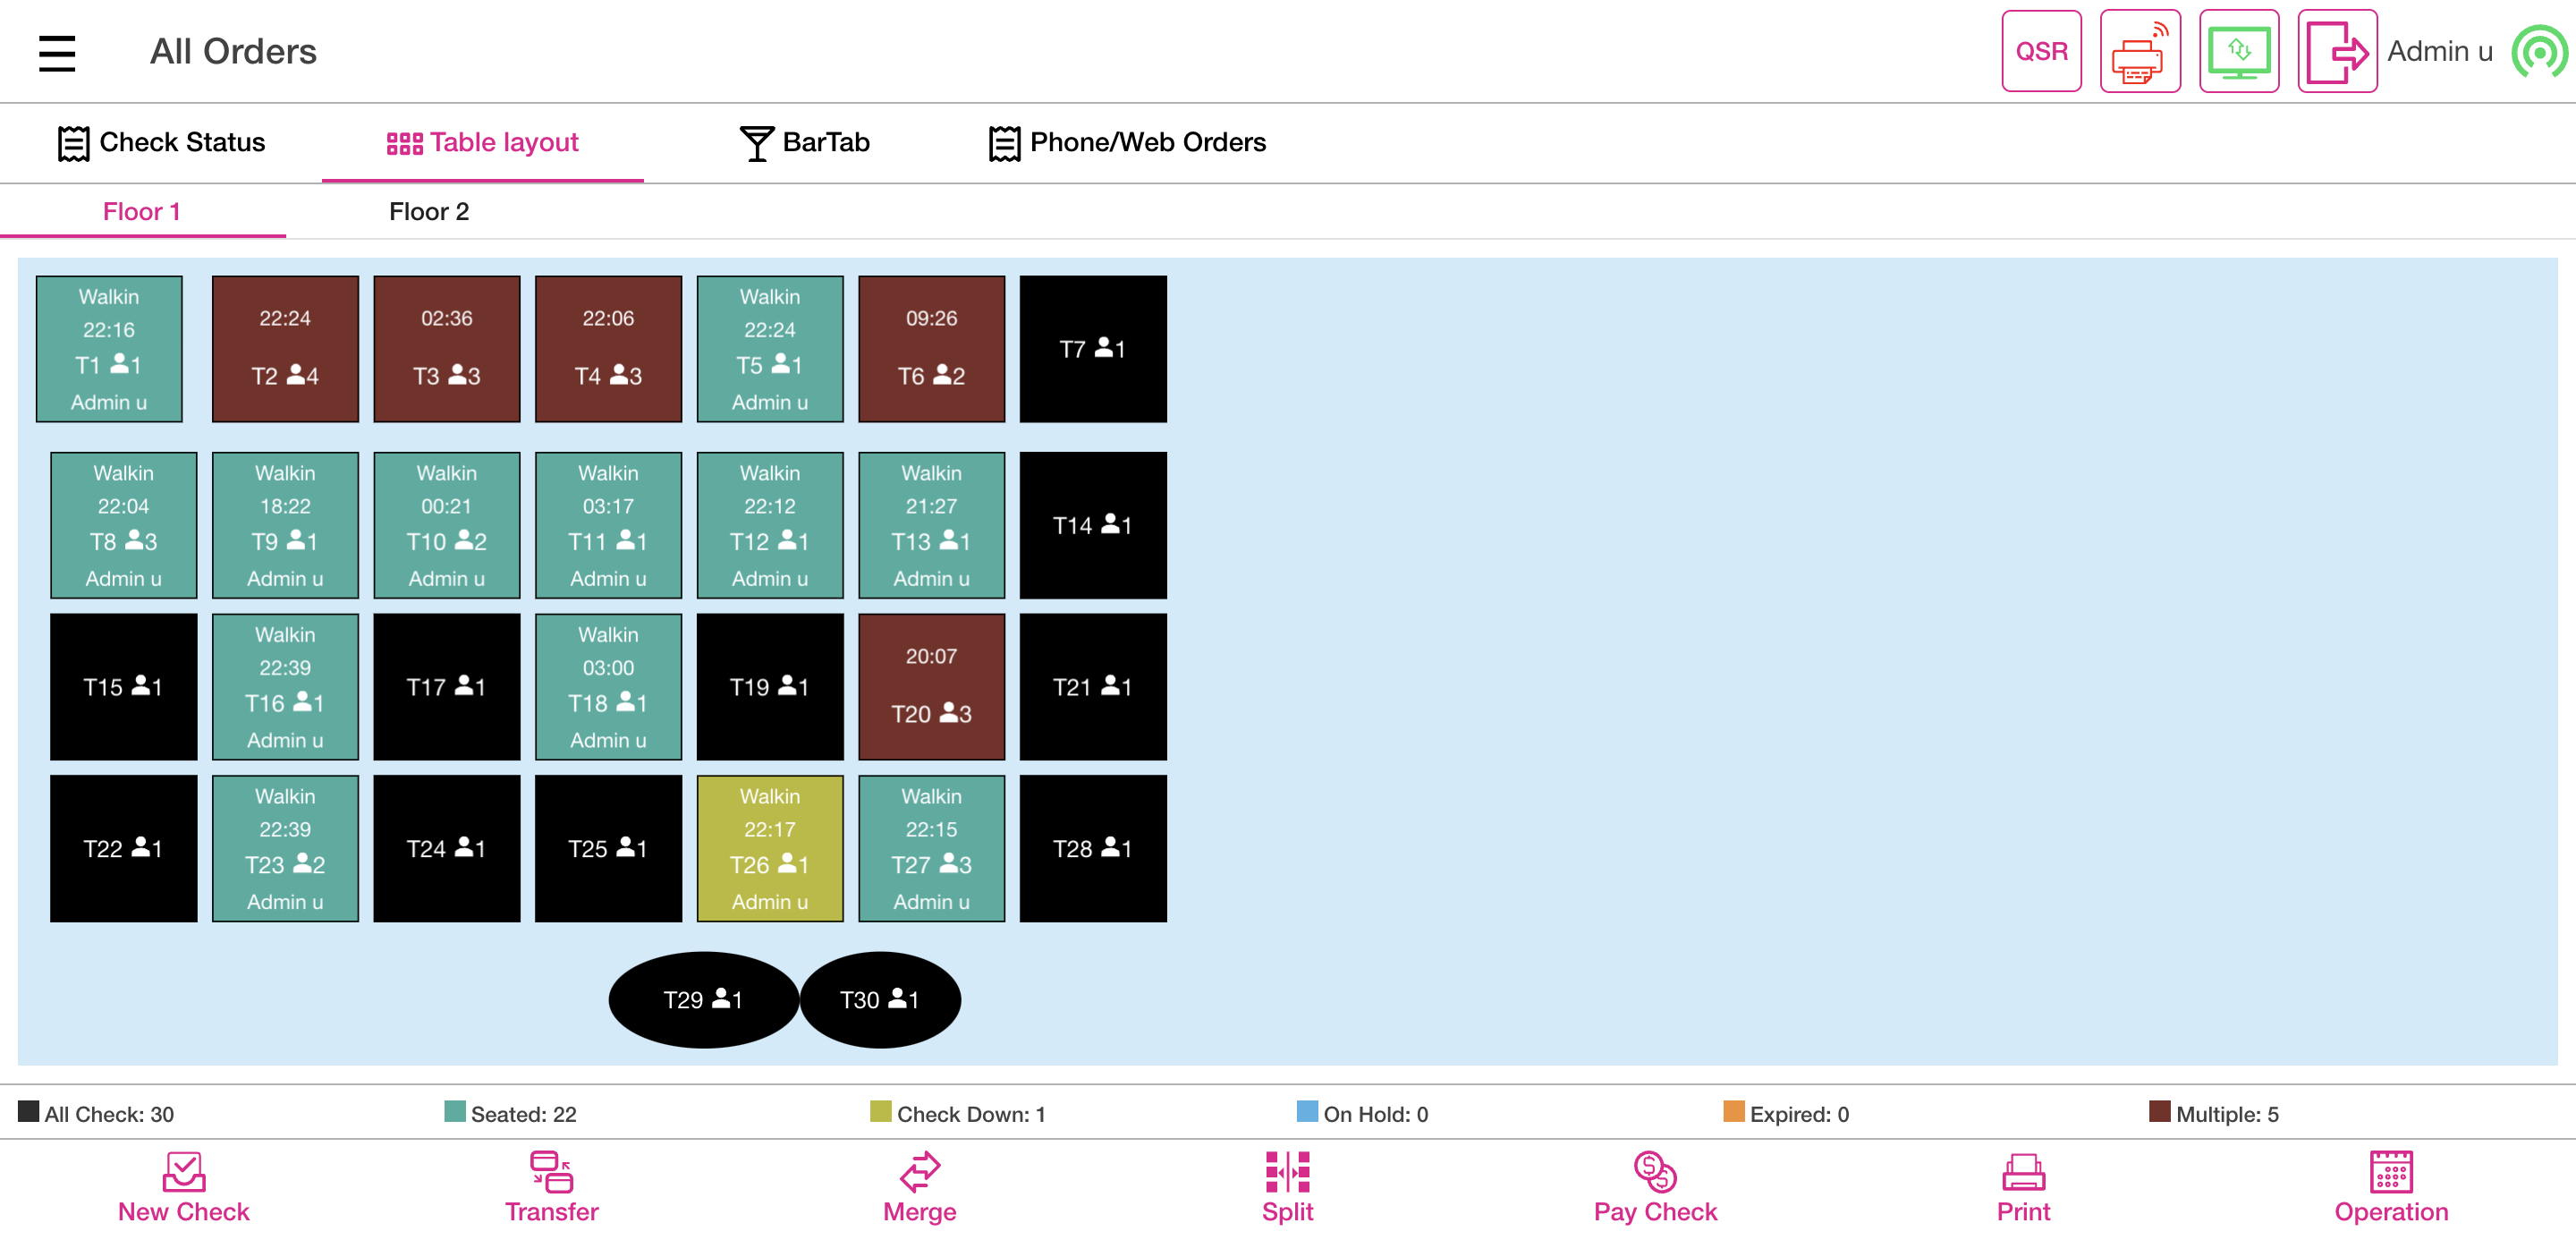 All Orders
QSR
Admin u
Check Status
Table layout
BarTab
Phone/Web Orders
Floor 1
Floor 2
Walkin
22:16
T1 1
Admin u
22:24
T2 4
02:36
T3 3
22:06
T4 3
Walkin
22:24
T5 1
Admin u
09:26
T6 2
T7 1
Walkin
22:04
T8 3
Admin u
Walkin
18:22
T9 1
Admin u
Walkin
00:21
T10 2
Admin u
Walkin
03:17
T11 1
Admin u
Walkin
22:12
T12 1
Admin u
Walkin
21:27
T13 1
Admin u
T14 1
T15 1
Walkin
22:39
T16 1
Admin u
T17 1
Walkin
03:00
T18 1
Admin u
T19 1
20:07
T20 3
T21 1
T22 1
Walkin
22:39
T23 2
Admin u
T24 1
T25 1
Walkin
22:17
T26 1
Admin u
Walkin
22:15
T27 3
Admin u
T28 1
T29 1
T30 1
All Check: 30
Seated: 22
Check Down: 1
On Hold: 0
Expired: 0
Multiple: 5
New Check
Transfer
Merge
Split
Pay Check
Print
Operation